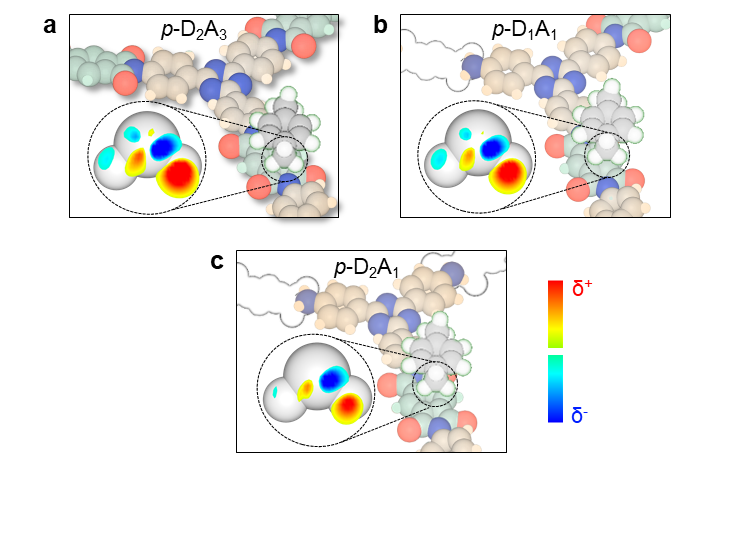 a
p-D₂A₃
b
p-D₁A₁
c
p-D₂A₁
δ⁺
δ⁻